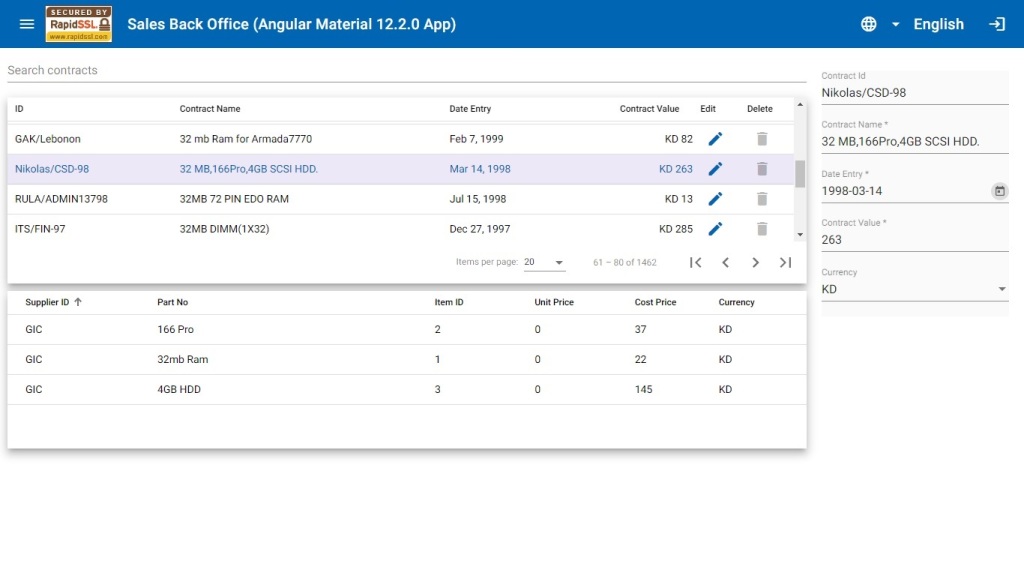 SECURED BY
RapidSSL
www.rapidssl.com
Sales Back Office (Angular Material 12.2.0 App)
English
Search contracts
ID Contract Name Date Entry Contract Value Edit Delete
GAK/Lebonon 32 mb Ram for Armada7770 Feb 7, 1999 KD 82
Nikolas/CSD-98 32 MB,166Pro,4GB SCSI HDD. Mar 14, 1998 KD 263
RULA/ADMIN13798 32MB 72 PIN EDO RAM Jul 15, 1998 KD 13
ITS/FIN-97 32MB DIMM(1X32) Dec 27, 1997 KD 285
Items per page: 20 61 – 80 of 1462
Supplier ID Part No Item ID Unit Price Cost Price Currency
GIC 166 Pro 2 0 37 KD
GIC 32mb Ram 1 0 22 KD
GIC 4GB HDD 3 0 145 KD
Contract Id
Nikolas/CSD-98
Contract Name *
32 MB,166Pro,4GB SCSI HDD.
Date Entry *
1998-03-14
Contract Value *
263
Currency
KD